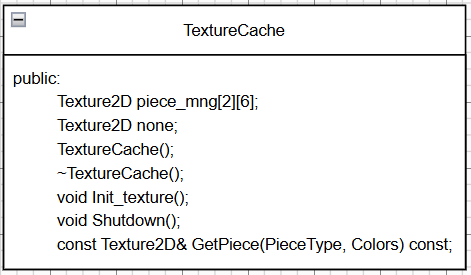 TextureCache
public:
Texture2D piece_mng[2][6];
Texture2D none;
TextureCache();
~TextureCache();
void Init_texture();
void Shutdown();
const Texture2D& GetPiece(PieceType, Colors) const;